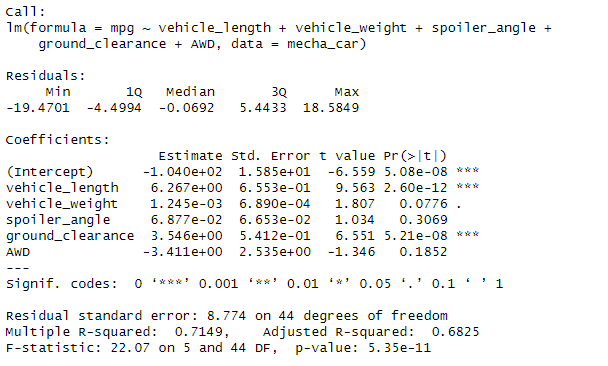 Call:
lm(formula = mpg ~ vehicle_length + vehicle_weight + spoiler_angle +
    ground_clearance + AWD, data = mecha_car)

Residuals:
     Min       1Q   Median       3Q      Max
-19.4701  -4.4994  -0.0692   5.4433  18.5849

Coefficients:
                   Estimate Std. Error t value Pr(>|t|)
(Intercept)      -1.040e+02  1.585e+01  -6.559 5.08e-08 ***
vehicle_length    6.267e+00  6.553e-01   9.563 2.60e-12 ***
vehicle_weight    1.245e-03  6.890e-04   1.807   0.0776 .
spoiler_angle     6.877e-02  6.653e-02   1.034   0.3069
ground_clearance  3.546e+00  5.412e-01   6.551 5.21e-08 ***
AWD              -3.411e+00  2.535e+00  -1.346   0.1852
---
Signif. codes:  0 ‘***’ 0.001 ‘**’ 0.01 ‘*’ 0.05 ‘.’ 0.1 ‘ ’ 1

Residual standard error: 8.774 on 44 degrees of freedom
Multiple R-squared:  0.7149,    Adjusted R-squared:  0.6825
F-statistic: 22.07 on 5 and 44 DF,  p-value: 5.35e-11